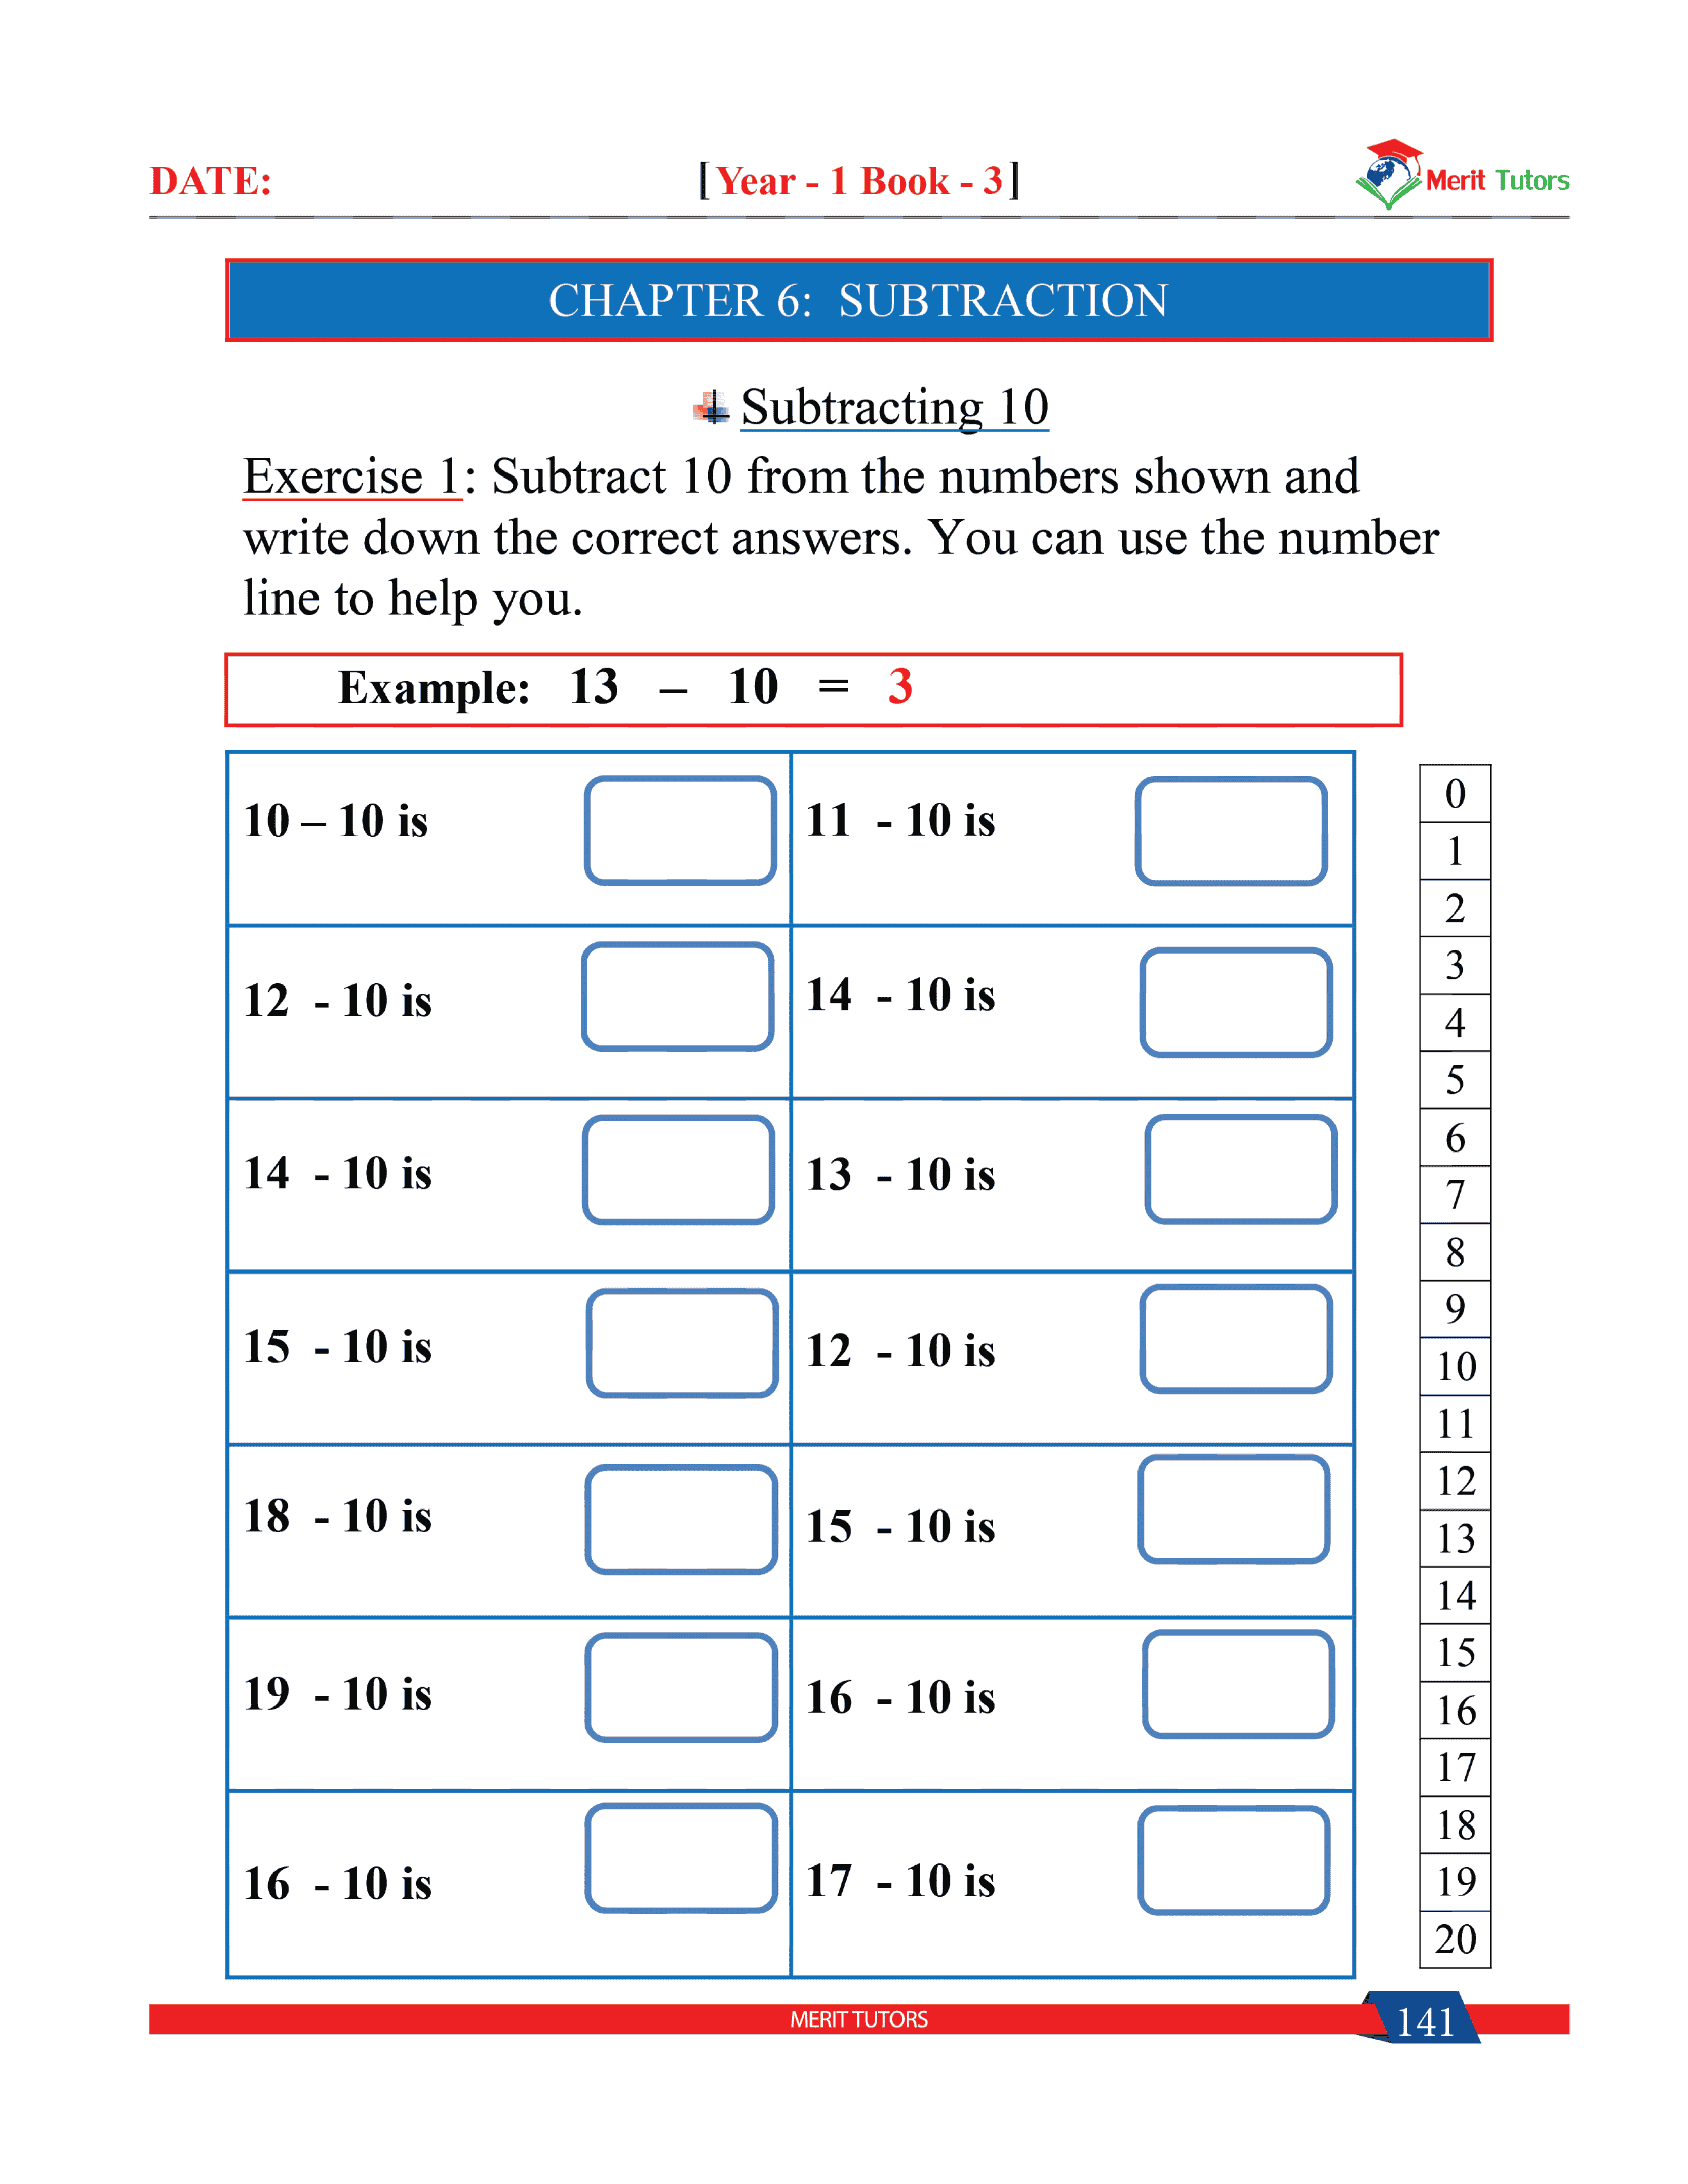 DATE:
[ Year - 1 Book - 3 ]
Merit Tutors
CHAPTER 6: SUBTRACTION
Subtracting 10
Exercise 1: Subtract 10 from the numbers shown and
write down the correct answers. You can use the number
line to help you.
Example: 13 – 10 = 3
10 – 10 is
11 - 10 is
12 - 10 is
14 - 10 is
14 - 10 is
13 - 10 is
15 - 10 is
12 - 10 is
18 - 10 is
15 - 10 is
19 - 10 is
16 - 10 is
16 - 10 is
17 - 10 is
0
1
2
3
4
5
6
7
8
9
10
11
12
13
14
15
16
17
18
19
20
MERIT TUTORS
141